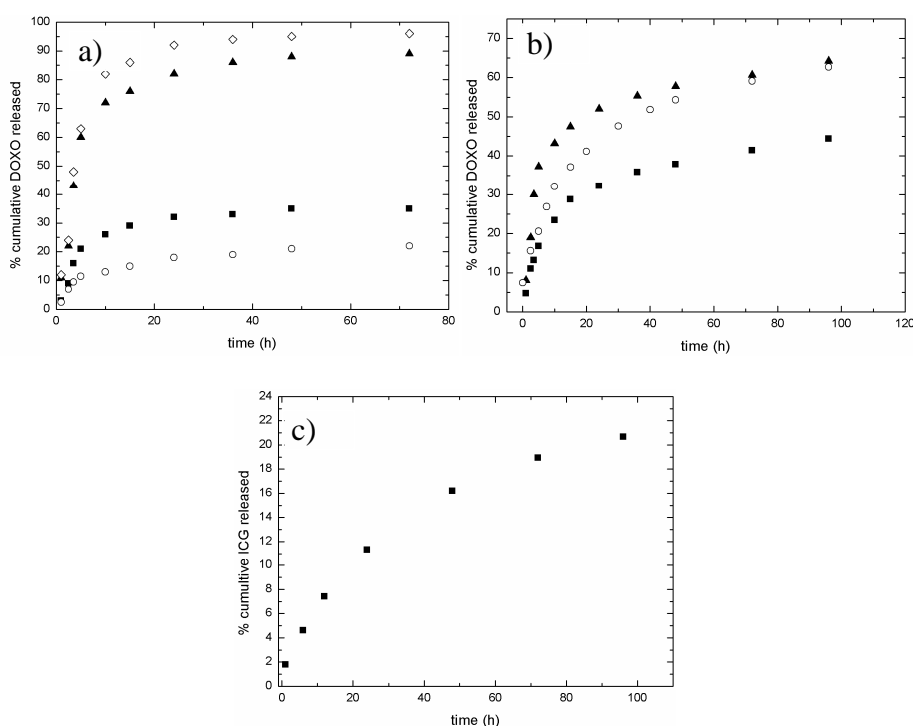 a)
100
90
80
70
60
50
40
30
20
10
0
% cumulative DOXO released
0 20 40 60 80
time (h)
b)
70
60
50
40
30
20
10
0
% cumulative DOXO released
0 20 40 60 80 100 120
time (h)
c)
24
22
20
18
16
14
12
10
8
6
4
2
0
% cumultive ICG released
0 20 40 60 80 100
time (h)